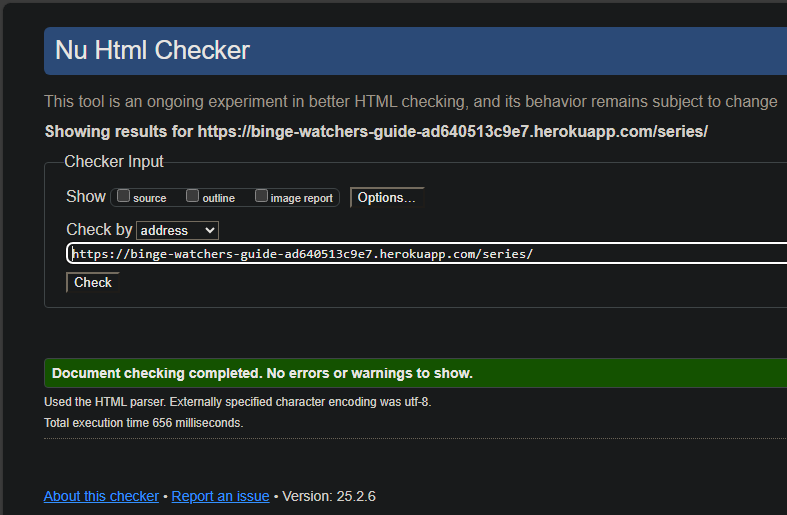 Nu Html Checker
This tool is an ongoing experiment in better HTML checking, and its behavior remains subject to change
Showing results for https://binge-watchers-guide-ad640513c9e7.herokuapp.com/series/
Checker Input
Show source outline image report Options...
Check by address
https://binge-watchers-guide-ad640513c9e7.herokuapp.com/series/
Check
Document checking completed. No errors or warnings to show.
Used the HTML parser. Externally specified character encoding was utf-8.
Total execution time 656 milliseconds.
About this checker • Report an issue • Version: 25.2.6